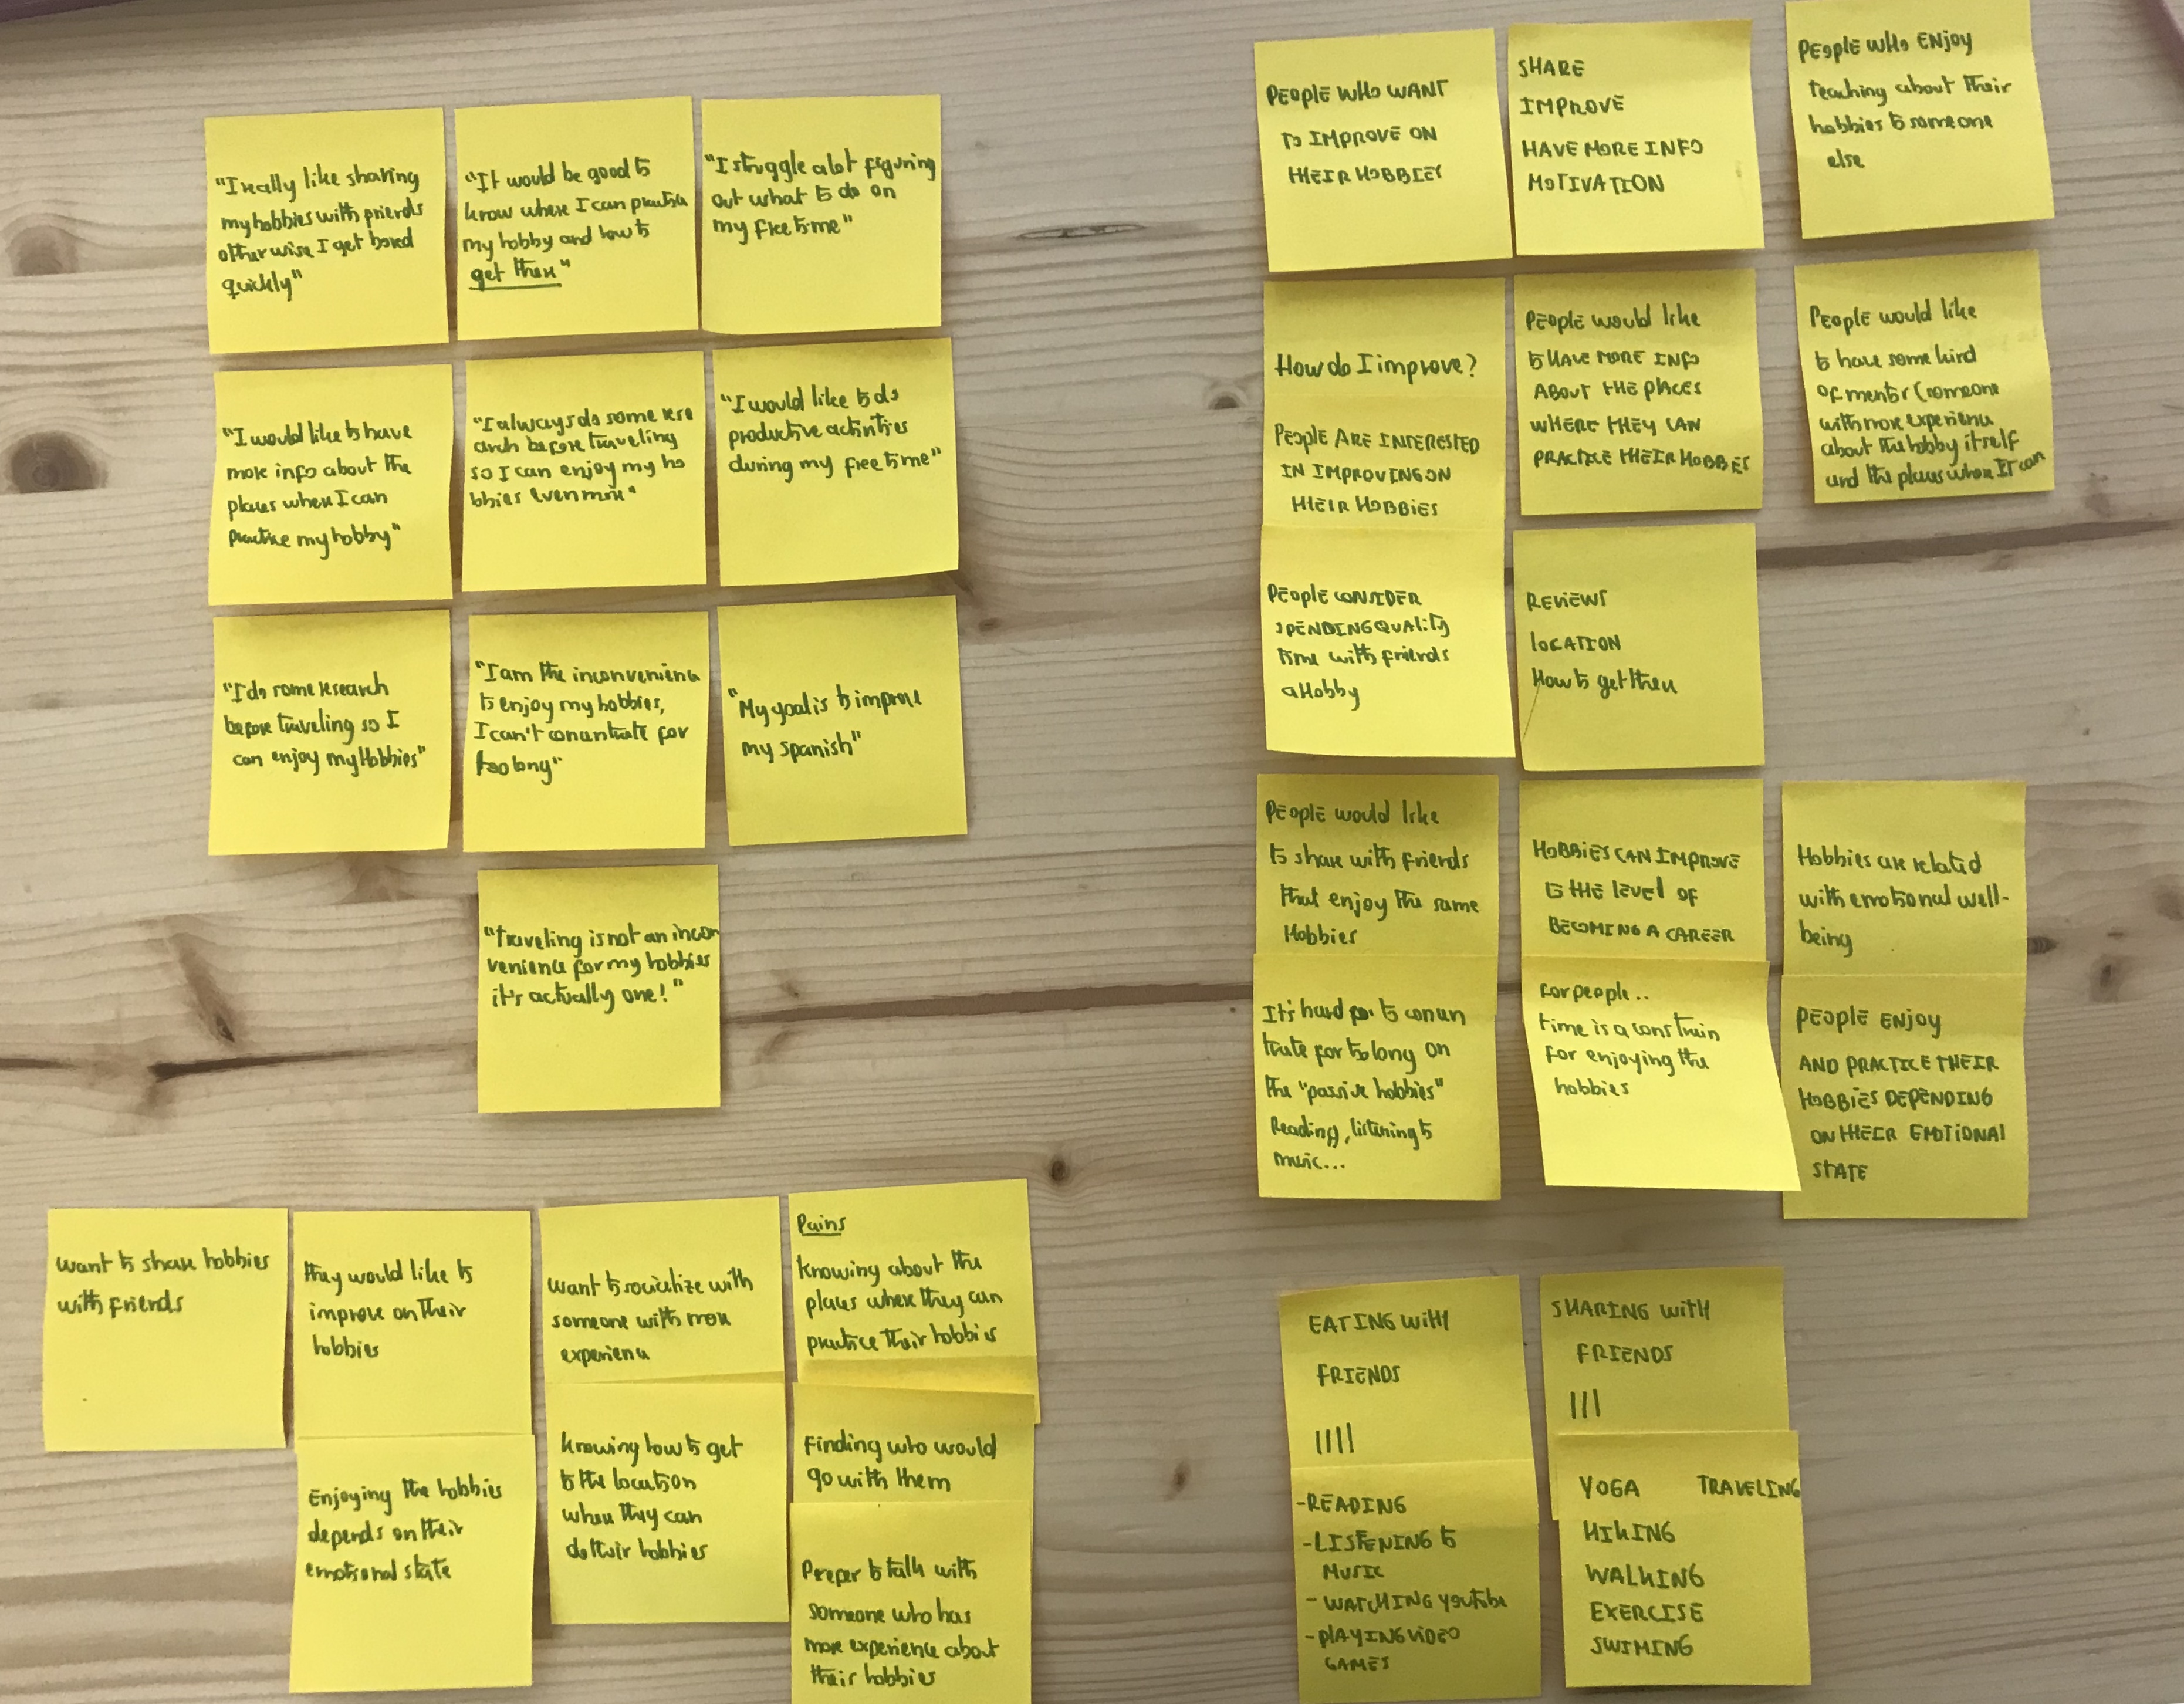 "I really like sharing
my hobbies with friends
otherwise I get bored
quickly"
"It would be good to
know where I can practice
my hobby and how to
get there"
"I struggle alot figuring
out what to do on
my free time"
"I would like to have
more info about the
places where I can
practice my hobby"
"I always do some rese
arch before traveling
so I can enjoy my ho
bbies even more"
"I would like to do
productive activities
during my free time"
"I do some research
before traveling so I
can enjoy my Hobbies"
"I am the inconvenience
to enjoy my hobbies,
I can't concentrate for
too long"
"My goal is to improve
my spanish"
"traveling is not an incon
venience for my hobbies
it's actually one!"
PEOPLE WHO WANT
TO IMPROVE ON
THEIR HOBBIES
SHARE
IMPROVE
HAVE MORE INFO
MOTIVATION
PEOPLE WHO ENJOY
teaching about their
hobbies to someone
else
How do I improve?
PEOPLE ARE INTERESTED
IN IMPROVING ON
THEIR HOBBIES
PEOPLE would like
to HAVE MORE INFO
ABOUT THE PLACES
WHERE THEY CAN
PRACTICE THEIR HOBBIES
People would like
to have some kind
of mentor (someone
with more experience
about the hobby itself
and the places where IT can
PEOPLE CONSIDER
SPENDING QUALITY
TIME with friends
a Hobby
REVIEWS
LOCATION
How to get there
PEOPLE would like
to share with friends
that enjoy the same
Hobbies
HOBBIES CAN IMPROVE
to THE level of
BECOMING A CAREER
Hobbies are related
with emotional well-
being
It's hard to concen
trate for too long on
the "passive hobbies"
Reading, listening to
music...
For people..
time is a constrain
for enjoying the
hobbies
PEOPLE ENJOY
AND PRACTICE THEIR
HOBBIES DEPENDING
ON THEIR EMOTIONAL
STATE
want to share hobbies
with friends
they would like to
improve on their
hobbies
Enjoying the hobbies
depends on their
emotional state
want to socialize with
someone with more
experience
knowing how to get
to the location
where they can
do their hobbies
Pains
knowing about the
places where they can
practice their hobbies
Finding who would
go with them
Prefer to talk with
someone who has
more experience about
their hobbies
EATING WITH
FRIENDS
||||
-READING
-LISTENING to
MUSIC
- WATCHING youtube
- PLAYING VIDEO
GAMES
SHARING WITH
FRIENDS
|||
YOGA TRAVELING
HIKING
WALKING
EXERCISE
SWIMING